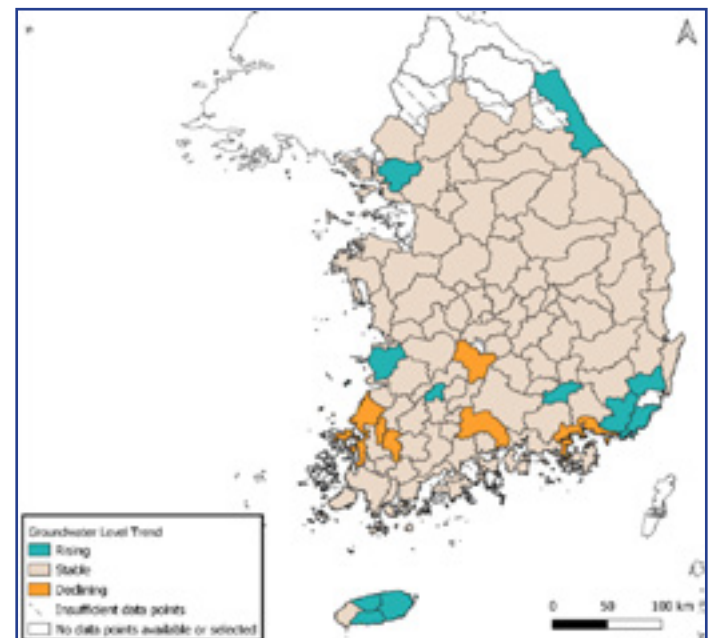 Groundwater Level Trend
Rising
Stable
Declining
Insufficient data points
No data points available or selected
0 50 100 km